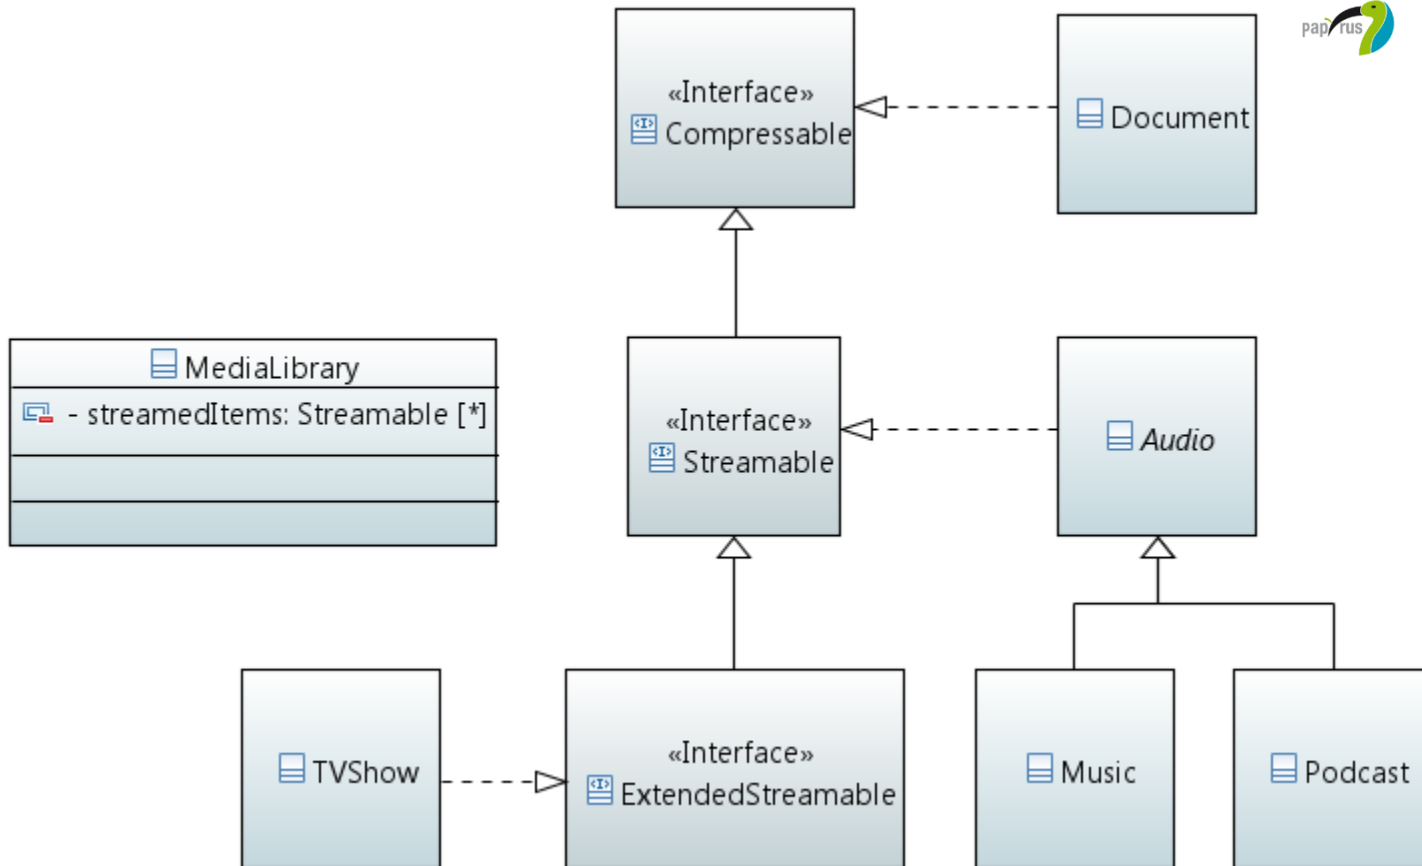 papyrus
«Interface»
Compressable
Document
MediaLibrary
- streamedItems: Streamable [*]
«Interface»
Streamable
Audio
TVShow
«Interface»
ExtendedStreamable
Music
Podcast